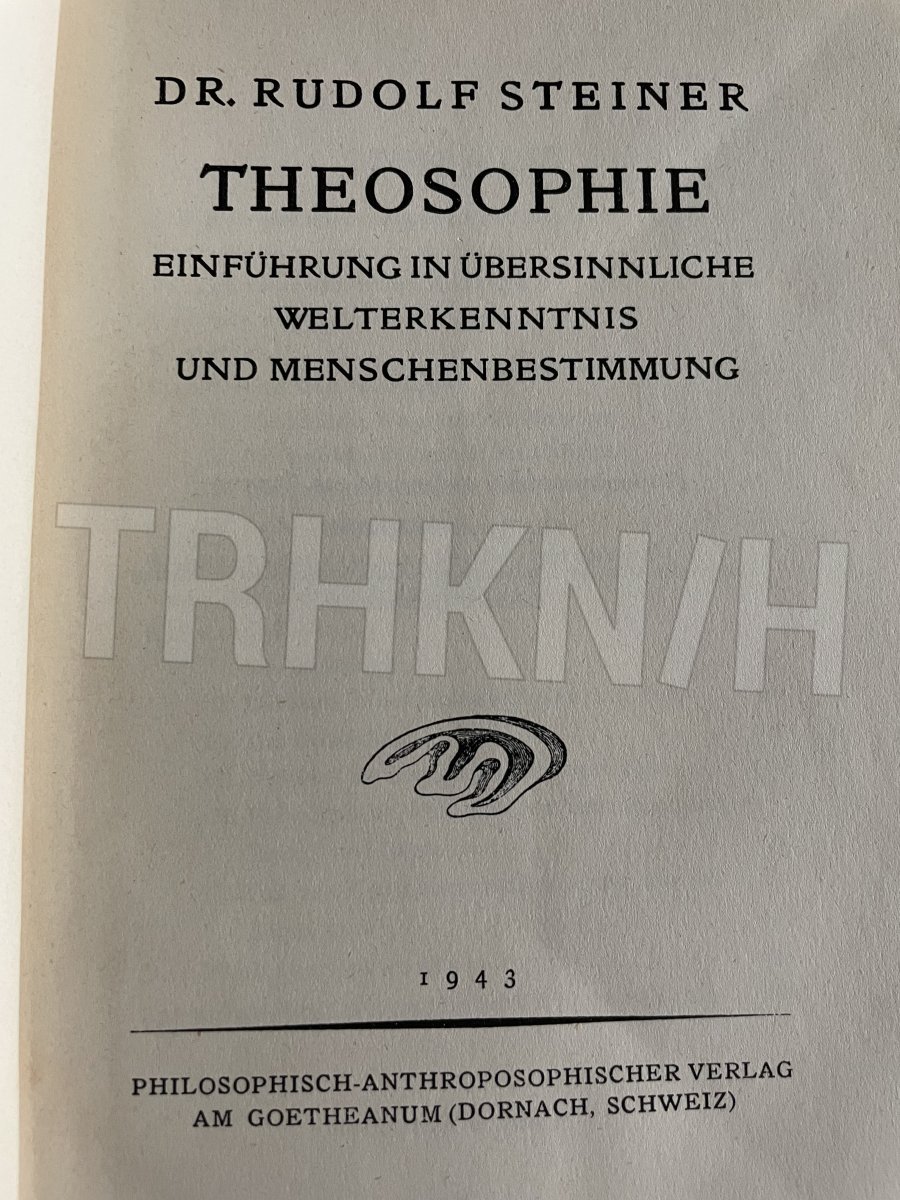 DR. RUDOLF STEINER
THEOSOPHIE
EINFÜHRUNG IN ÜBERSINNLICHE
WELTERKENNTNIS
UND MENSCHENBESTIMMUNG
TRHKN/H
1943
PHILOSOPHISCH-ANTHROPOSOPHISCHER VERLAG
AM GOETHEANUM (DORNACH, SCHWEIZ)